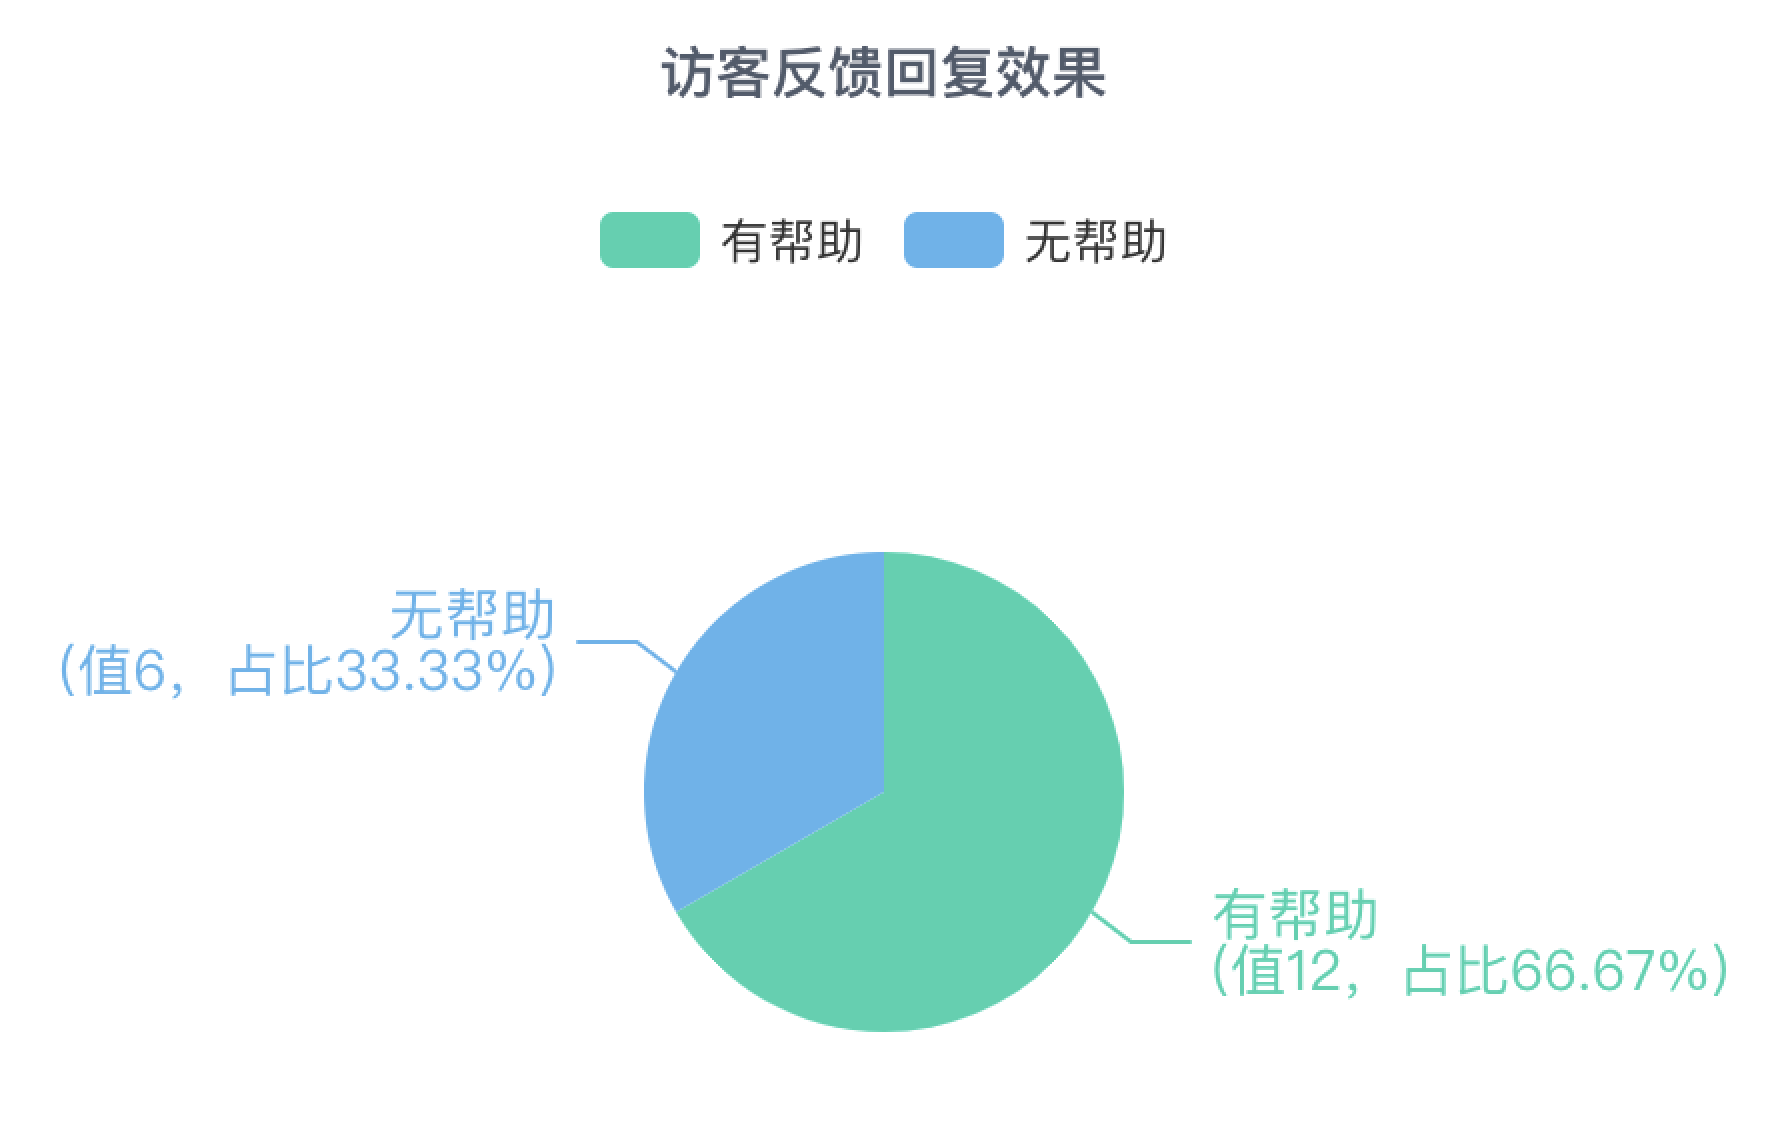 访客反馈回复效果
有帮助 无帮助
无帮助
(值6，占比33.33%)
有帮助
(值12，占比66.67%)